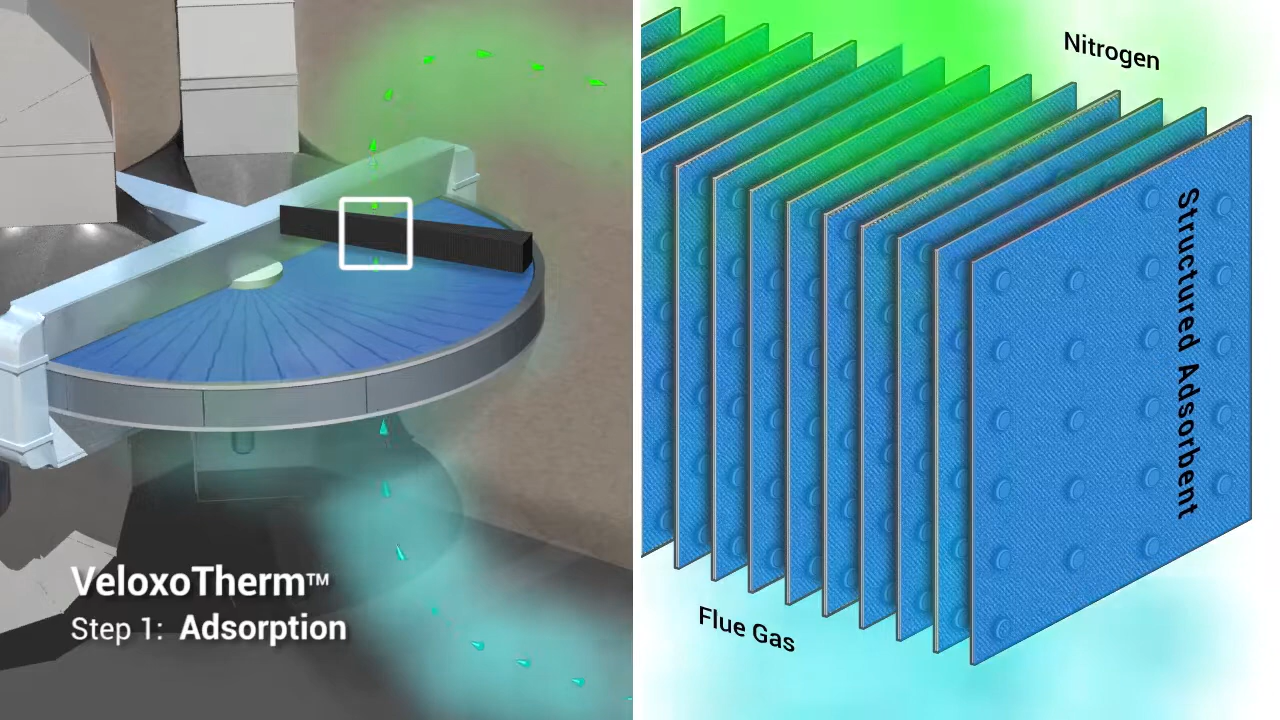 VeloxoTherm™
Step 1: Adsorption
Nitrogen
Structured Adsorbent
Flue Gas